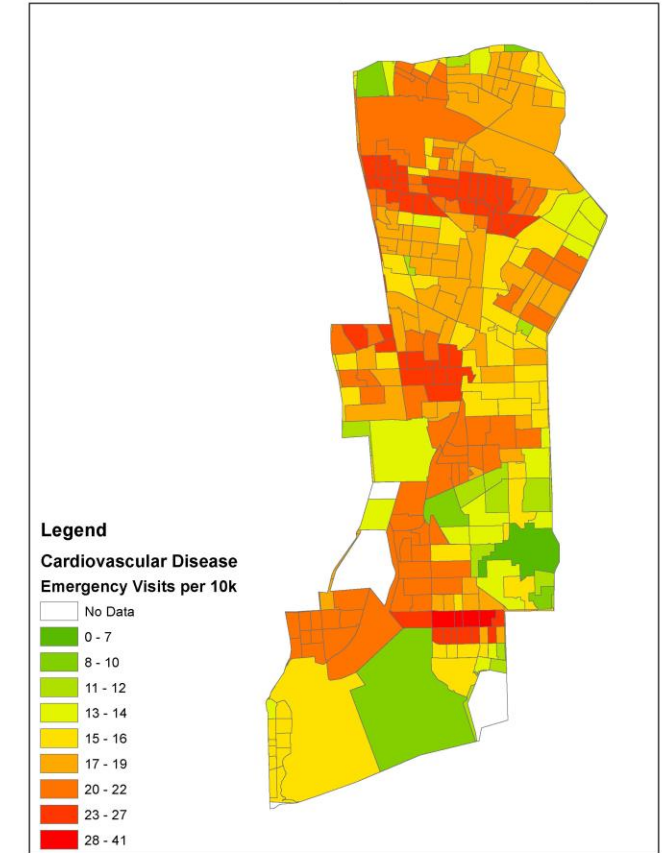 Legend
Cardiovascular Disease
Emergency Visits per 10k
No Data
0 - 7
8 - 10
11 - 12
13 - 14
15 - 16
17 - 19
20 - 22
23 - 27
28 - 41